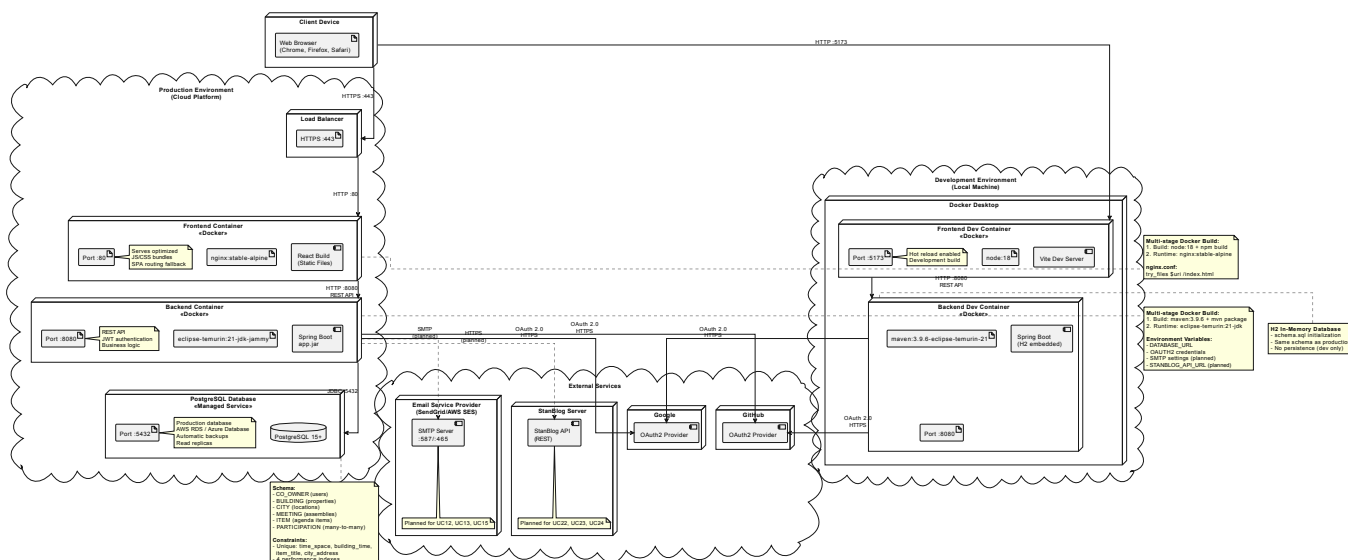 Client Device
Web Browser
(Chrome, Firefox, Safari)
HTTP :5173
HTTPS :443
Production Environment
(Cloud Platform)
Load Balancer
HTTPS :443
HTTP :80
Frontend Container
«Docker»
Port :80
Serves optimized
JS/CSS bundles
SPA routing fallback
nginx:stable-alpine
React Build
(Static Files)
HTTP :8080
REST API
Backend Container
«Docker»
Port :8080
REST API
JWT authentication
Business logic
eclipse-temurin:21-jdk-jammy
Spring Boot
app.jar
PostgreSQL Database
«Managed Service»
Port :5432
Production database
AWS RDS / Azure Database
Automatic backups
Read replicas
PostgreSQL 15+
Schema:
- CO_OWNER (users)
- BUILDING (properties)
- CITY (locations)
- MEETING (assemblies)
- ITEM (agenda items)
- PARTICIPATION (many-to-many)
Constraints:
- Unique: time_space, building_time,
item_title, city_address
- 4 performance indexes
SMTP
(planned)
HTTPS
(planned)
OAuth 2.0
HTTPS
OAuth 2.0
HTTPS
OAuth 2.0
HTTPS
External Services
Email Service Provider
(SendGrid/AWS SES)
SMTP Server
:587/:465
Planned for UC12, UC13, UC15
StanBlog Server
StanBlog API
(REST)
Planned for UC22, UC23, UC24
Google
OAuth2 Provider
GitHub
OAuth2 Provider
OAuth 2.0
HTTPS
Development Environment
(Local Machine)
Docker Desktop
Frontend Dev Container
«Docker»
Port :5173
Hot reload enabled
Development build
node:18
Vite Dev Server
HTTP :8080
REST API
Backend Dev Container
«Docker»
maven:3.9.6-eclipse-temurin-21
Spring Boot
(H2 embedded)
Port :8080
Multi-stage Docker Build:
1. Build: node:18 + npm build
2. Runtime: nginx:stable-alpine
nginx.conf:
try_files $uri /index.html
Multi-stage Docker Build:
1. Build: maven:3.9.6 + mvn package
2. Runtime: eclipse-temurin:21-jdk
Environment Variables:
- DATABASE_URL
- OAUTH2 credentials
- SMTP settings (planned)
- STANBLOG_API_URL (planned)
H2 In-Memory Database
- schema.sql initialization
- Same schema as productio
- No persistence (dev only)